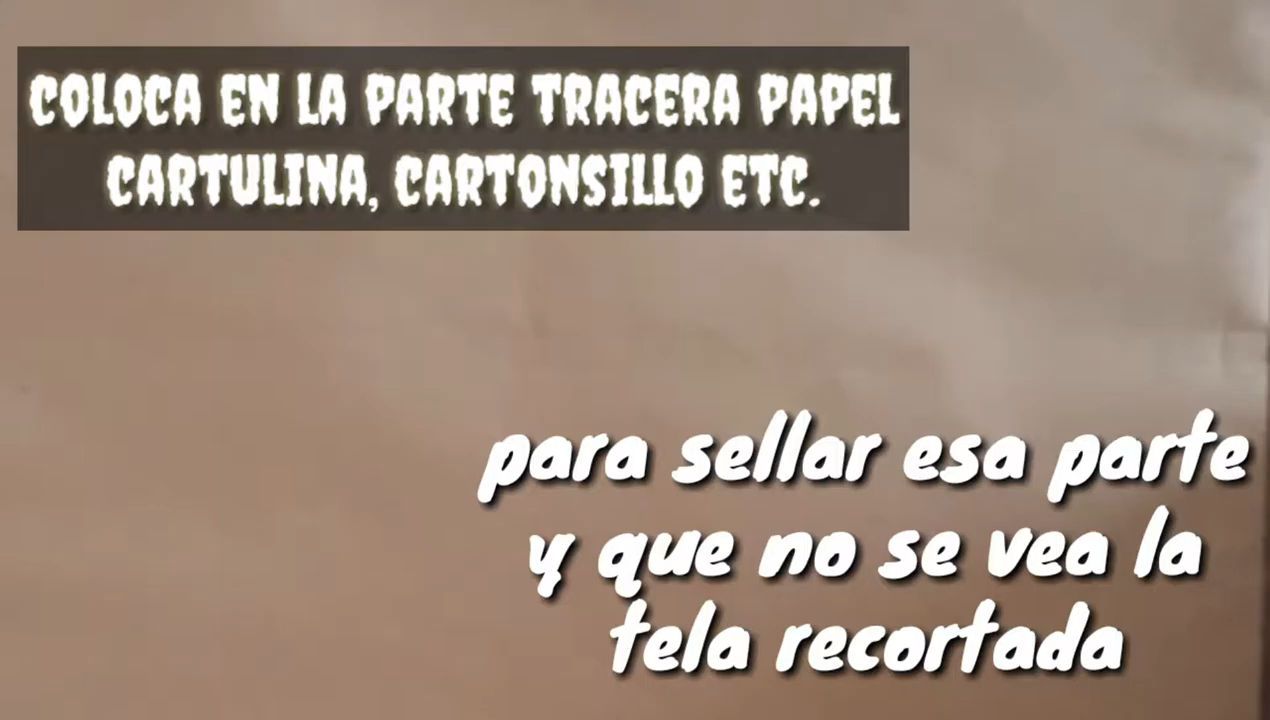 COLOCA EN LA PARTE TRACERA PAPEL
CARTULINA, CARTONSILLO ETC.
para sellar esa parte
y que no se vea la
tela recortada